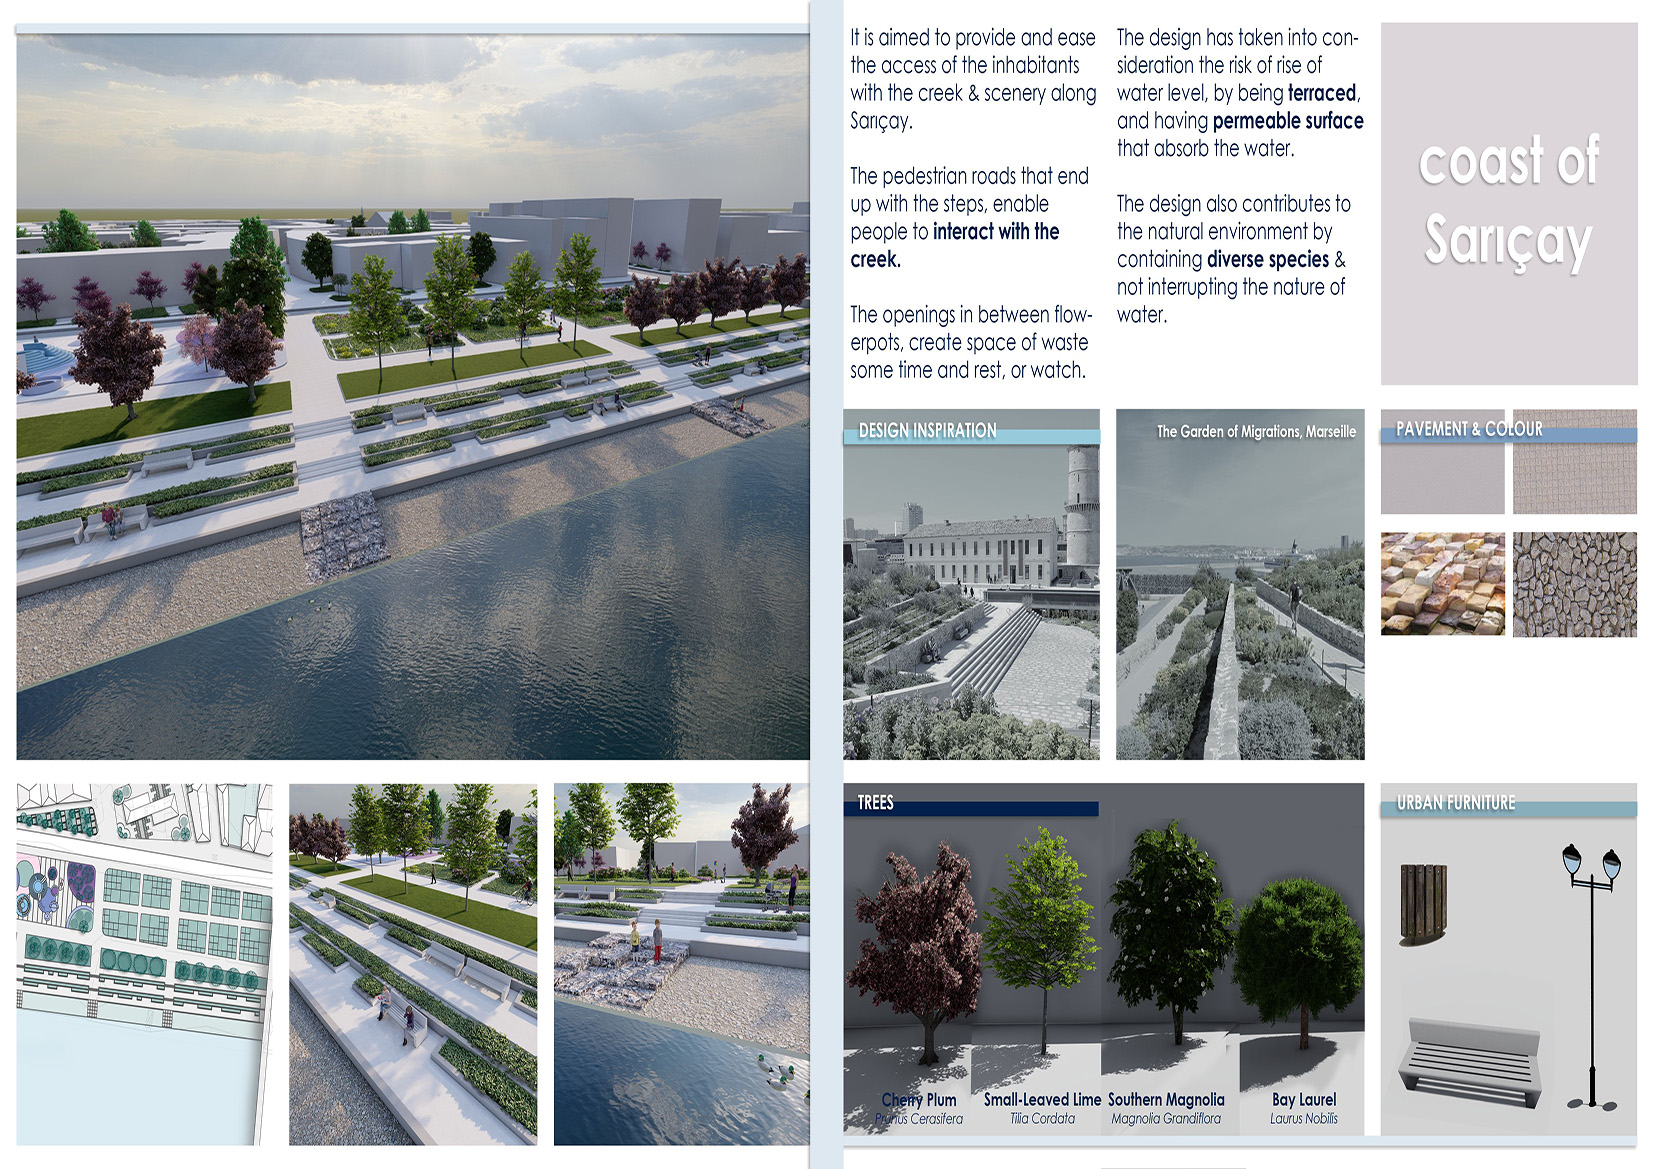 It is aimed to provide and ease
the access of the inhabitants
with the creek & scenery along
Sarıçay.
The pedestrian roads that end
up with the steps, enable
people to interact with the
creek.
The openings in between flow-
erpots, create space of waste
some time and rest, or watch.
The design has taken into con-
sideration the risk of rise of
water level, by being terraced,
and having permeable surface
that absorb the water.
The design also contributes to
the natural environment by
containing diverse species &
not interrupting the nature of
water.
coast of
Sarıçay
DESIGN INSPIRATION
The Garden of Migrations, Marseille
PAVEMENT & COLOUR
TREES
Cherry Plum
Prunus Cerasifera
Small-Leaved Lime
Tilia Cordata
Southern Magnolia
Magnolia Grandiflora
Bay Laurel
Laurus Nobilis
URBAN FURNITURE